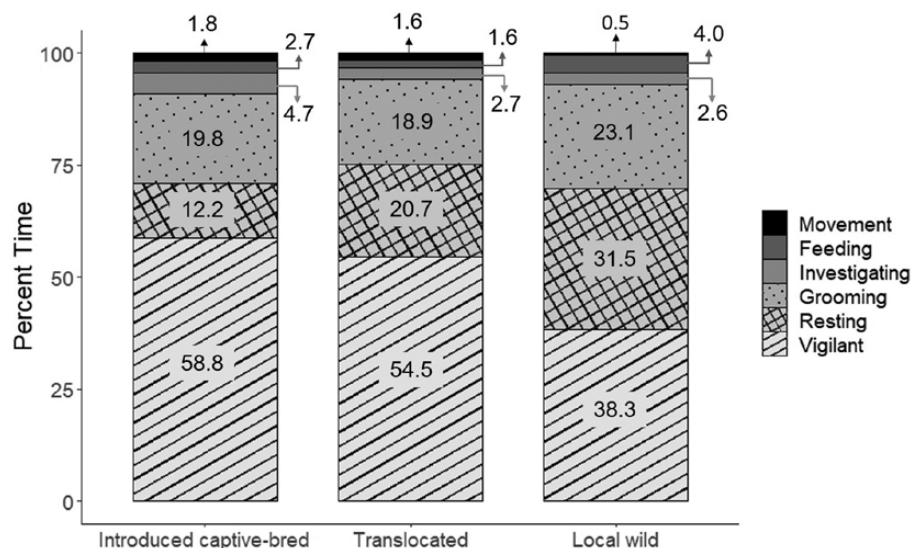 1.8
1.6
0.5
2.7
1.6
4.0
4.7
2.7
2.6
100
75
50
25
0
Percent Time
19.8
18.9
23.1
12.2
20.7
31.5
58.8
54.5
38.3
Movement
Feeding
Investigating
Grooming
Resting
Vigilant
Introduced captive-bred
Translocated
Local wild